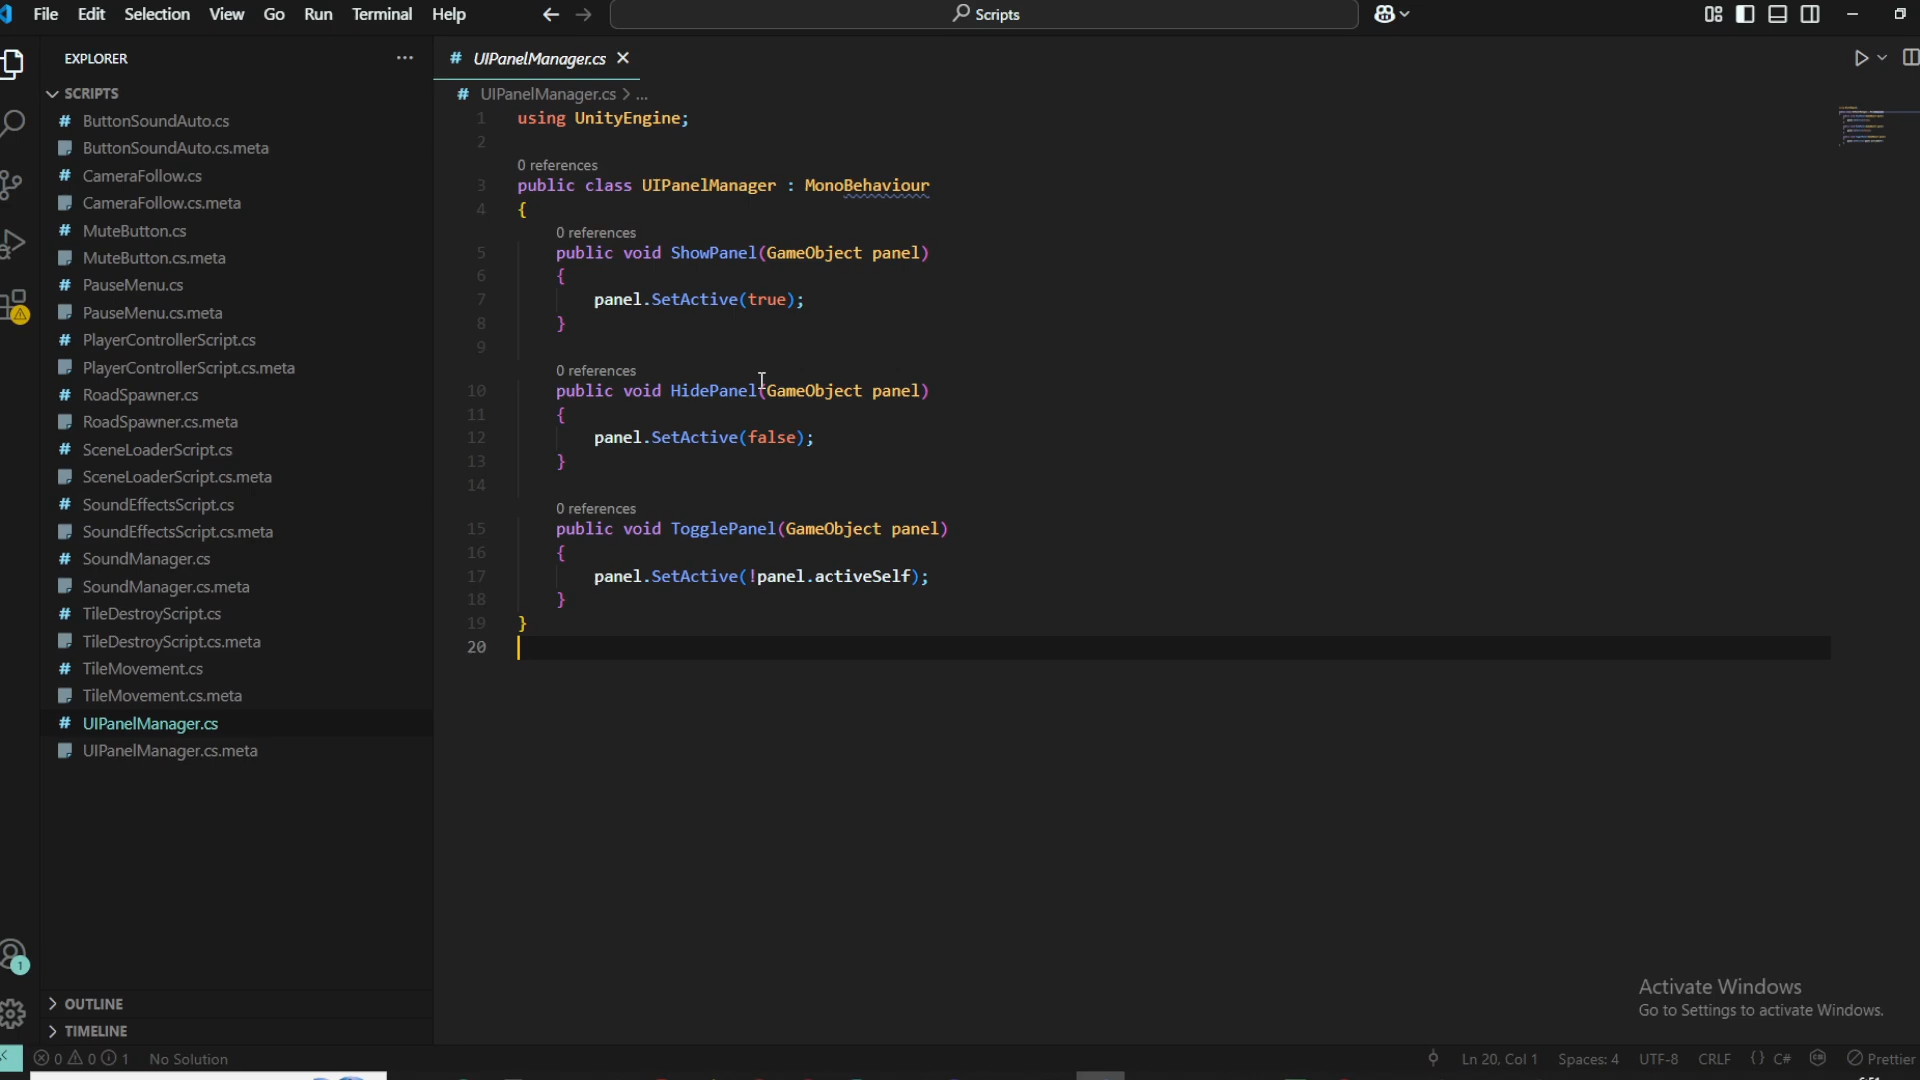 File Edit Selection View Go Run Terminal Help
Scripts
EXPLORER
SCRIPTS
ButtonSoundAuto.cs
ButtonSoundAuto.cs.meta
CameraFollow.cs
CameraFollow.cs.meta
MuteButton.cs
MuteButton.cs.meta
PauseMenu.cs
PauseMenu.cs.meta
PlayerControllerScript.cs
PlayerControllerScript.cs.meta
RoadSpawner.cs
RoadSpawner.cs.meta
SceneLoaderScript.cs
SceneLoaderScript.cs.meta
SoundEffectsScript.cs
SoundEffectsScript.cs.meta
SoundManager.cs
SoundManager.cs.meta
TileDestroyScript.cs
TileDestroyScript.cs.meta
TileMovement.cs
TileMovement.cs.meta
UIPanelManager.cs
UIPanelManager.cs.meta
OUTLINE
TIMELINE
# UIPanelManager.cs
# UIPanelManager.cs > ...
1 using UnityEngine;
2
0 references
3 public class UIPanelManager : MonoBehaviour
4 {
0 references
5 public void ShowPanel(GameObject panel)
6 {
7 panel.SetActive(true);
8 }
9
0 references
10 public void HidePanel(GameObject panel)
11 {
12 panel.SetActive(false);
13 }
14
0 references
15 public void TogglePanel(GameObject panel)
16 {
17 panel.SetActive(!panel.activeSelf);
18 }
19 }
20
Activate Windows
Go to Settings to activate Windows.
1
0 0 1 No Solution
Ln 20, Col 1 Spaces: 4 UTF-8 CRLF {} C# Prettier